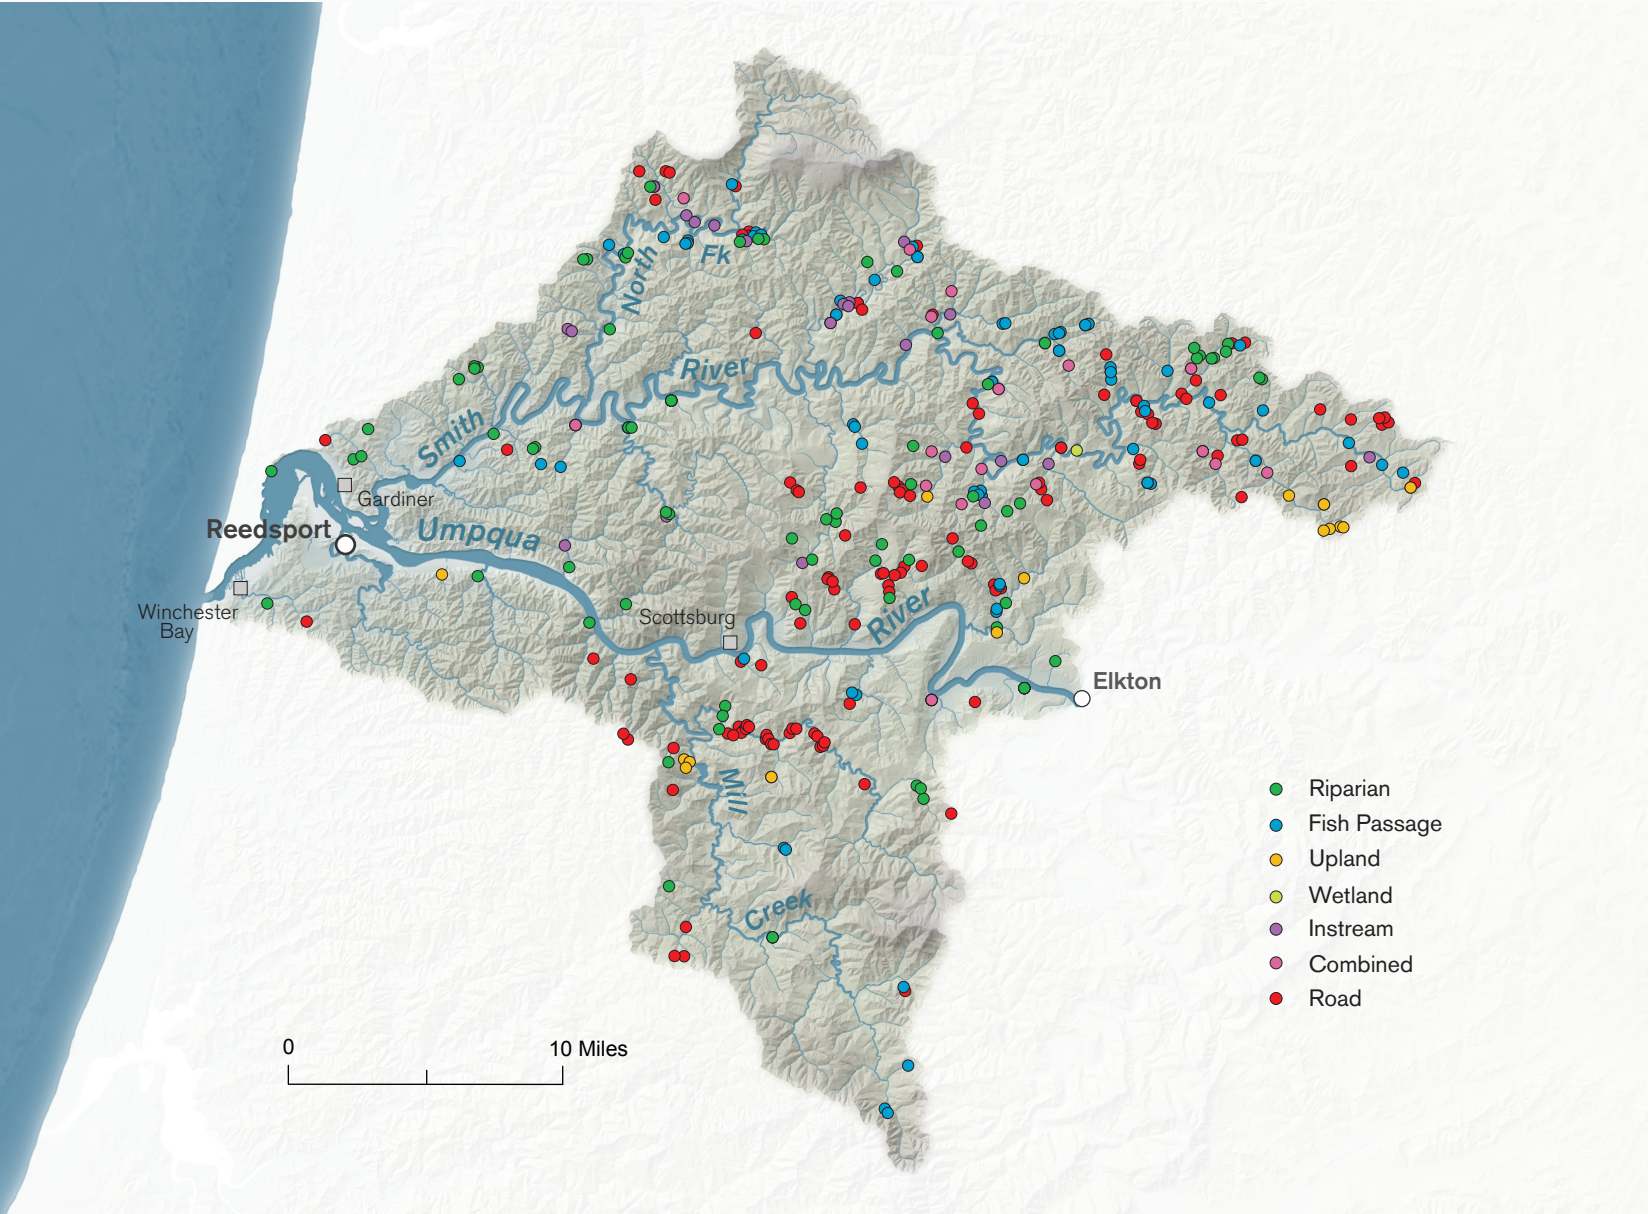 North
Fk
River
Smith
Gardiner
Reedsport
Umpqua
Winchester
Bay
Scottsburg
River
Elkton
Mill
Creek
Riparian
Fish Passage
Upland
Wetland
Instream
Combined
Road
0
10 Miles